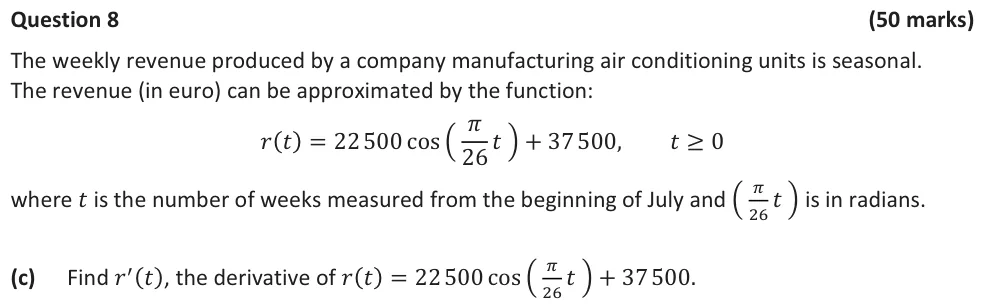 Question 8 (50 marks)
The weekly revenue produced by a company manufacturing air conditioning units is seasonal.
The revenue (in euro) can be approximated by the function:
r(t) = 22 500 cos (π/26 t) + 37 500, t ≥ 0
where t is the number of weeks measured from the beginning of July and (π/26 t) is in radians.
(c) Find r′(t), the derivative of r(t) = 22 500 cos (π/26 t) + 37 500.